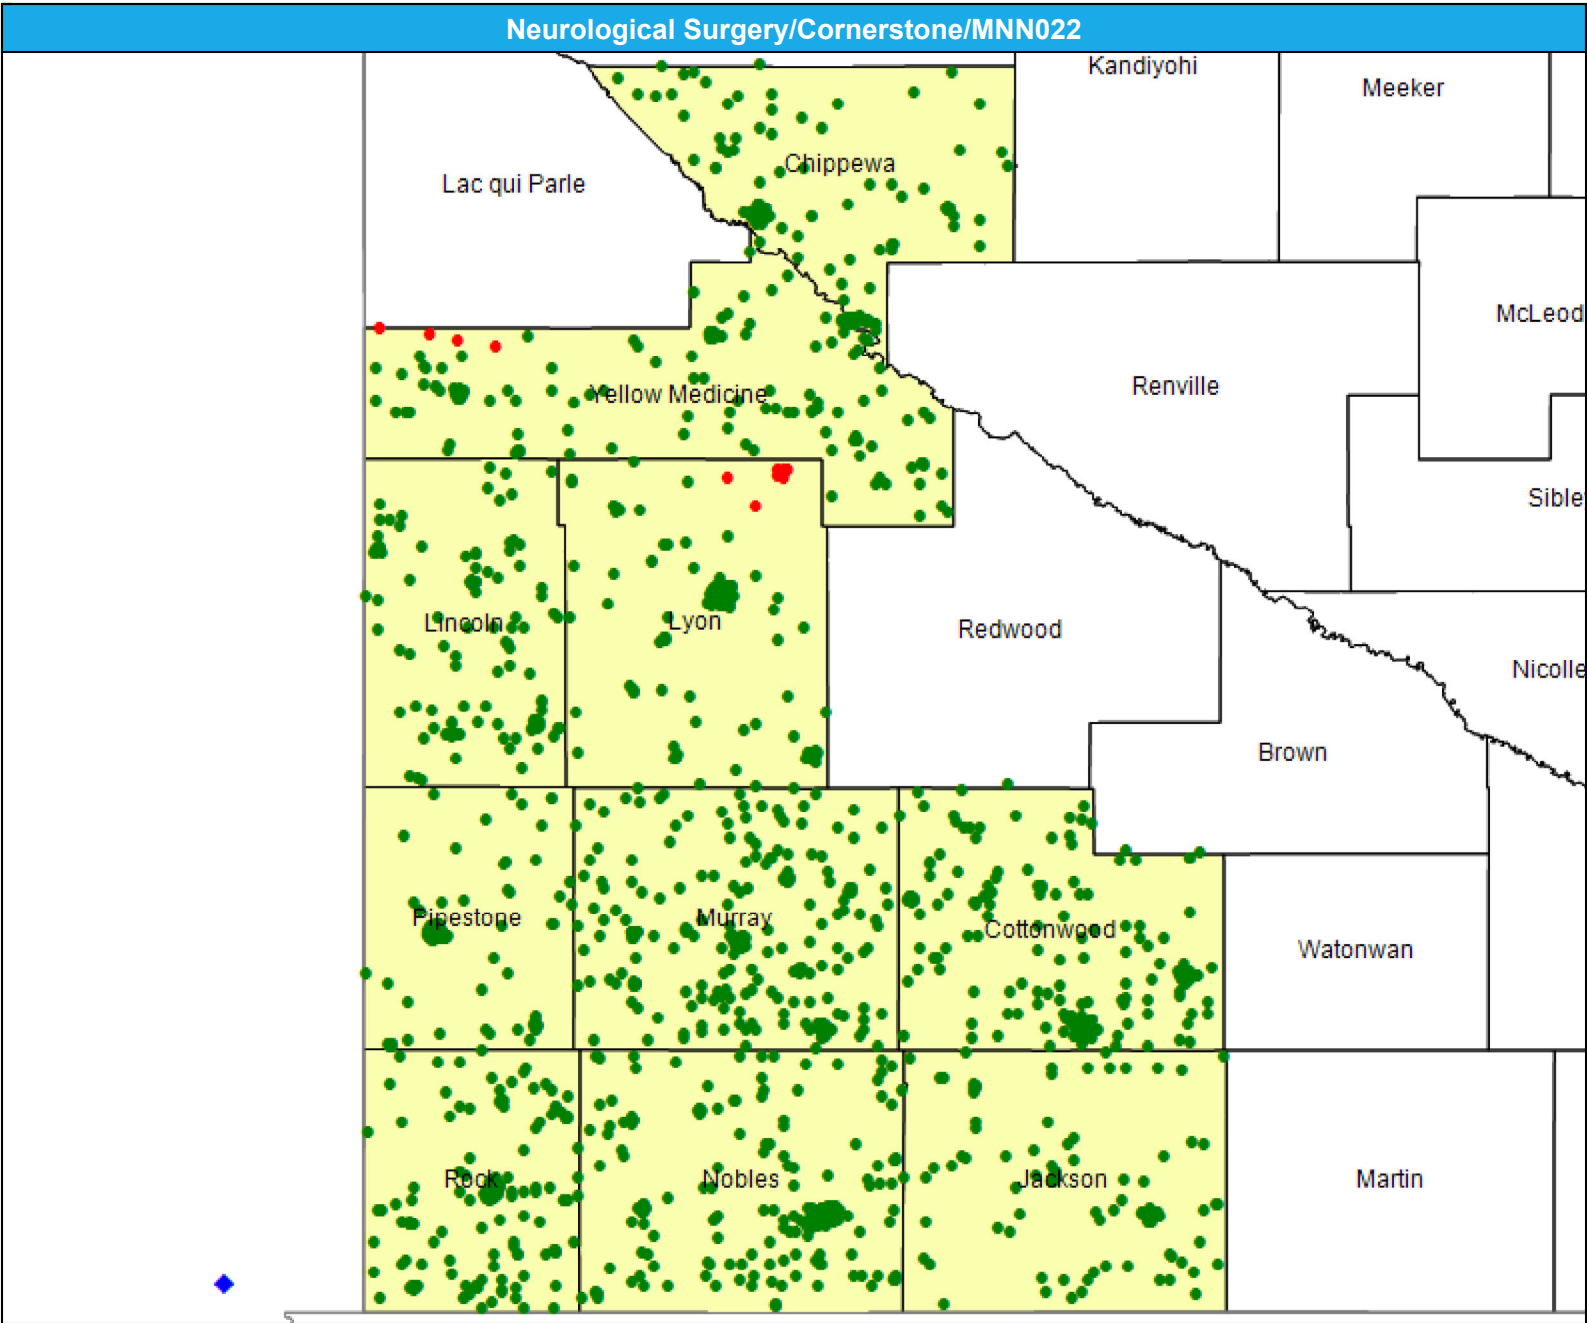 Neurological Surgery/Cornerstone/MNN022
Kandiyohi
Meeker
Chippewa
Lac qui Parle
McLeod
Renville
Yellow Medicine
Sible
Lincoln
Lyon
Redwood
Nicolle
Brown
Pipestone
Murray
Cottonwood
Watonwan
Rock
Nobles
Jackson
Martin